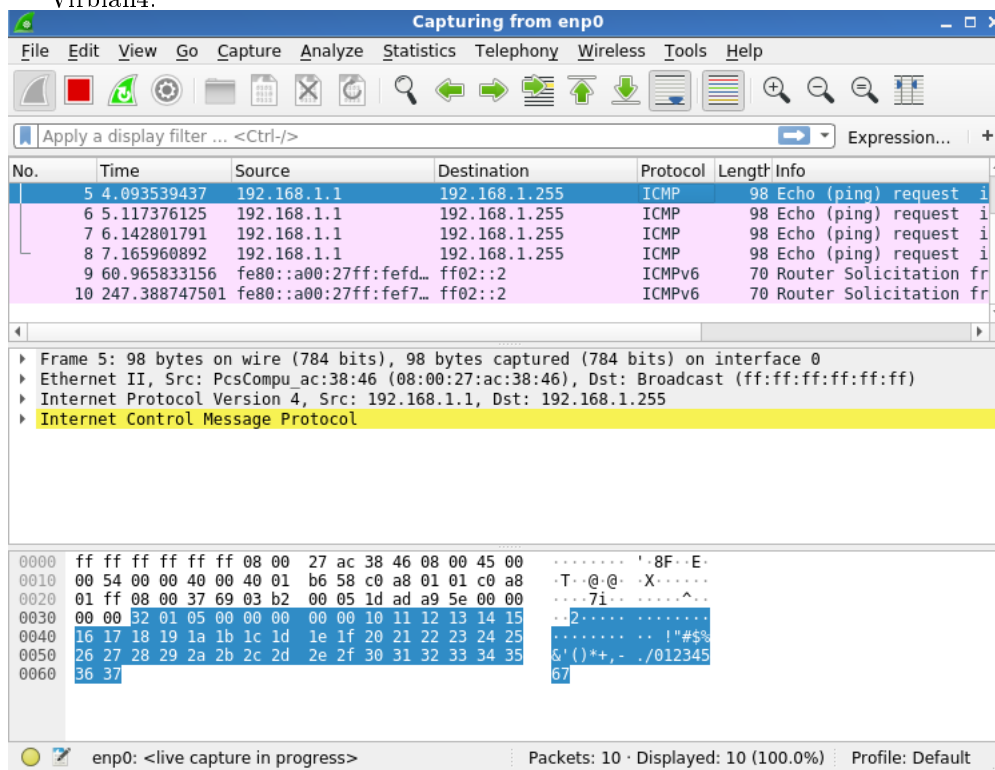 Virbian4.
Capturing from enp0
File Edit View Go Capture Analyze Statistics Telephony Wireless Tools Help
Apply a display filter ... <Ctrl-/> Expression... +
No. Time Source Destination Protocol Length Info
5 4.093539437 192.168.1.1 192.168.1.255 ICMP 98 Echo (ping) request i
6 5.117376125 192.168.1.1 192.168.1.255 ICMP 98 Echo (ping) request i
7 6.142801791 192.168.1.1 192.168.1.255 ICMP 98 Echo (ping) request i
8 7.165960892 192.168.1.1 192.168.1.255 ICMP 98 Echo (ping) request i
9 60.965833156 fe80::a00:27ff:fefd… ff02::2 ICMPv6 70 Router Solicitation fr
10 247.388747501 fe80::a00:27ff:fef7… ff02::2 ICMPv6 70 Router Solicitation fr
Frame 5: 98 bytes on wire (784 bits), 98 bytes captured (784 bits) on interface 0
Ethernet II, Src: PcsCompu_ac:38:46 (08:00:27:ac:38:46), Dst: Broadcast (ff:ff:ff:ff:ff:ff)
Internet Protocol Version 4, Src: 192.168.1.1, Dst: 192.168.1.255
Internet Control Message Protocol
0000 ff ff ff ff ff ff 08 00 27 ac 38 46 08 00 45 00 ········ '·8F··E·
0010 00 54 00 00 40 00 40 01 b6 58 c0 a8 01 01 c0 a8 ·T··@·@· ·X······
0020 01 ff 08 00 37 69 03 b2 00 05 1d ad a9 5e 00 00 ····7i·· ·····^··
0030 00 00 32 01 05 00 00 00 00 00 10 11 12 13 14 15 ··2····· ········
0040 16 17 18 19 1a 1b 1c 1d 1e 1f 20 21 22 23 24 25 ········ ·· !"#$%
0050 26 27 28 29 2a 2b 2c 2d 2e 2f 30 31 32 33 34 35 &'()*+,- ./012345
0060 36 37 67
enp0: <live capture in progress> Packets: 10 · Displayed: 10 (100.0%) Profile: Default